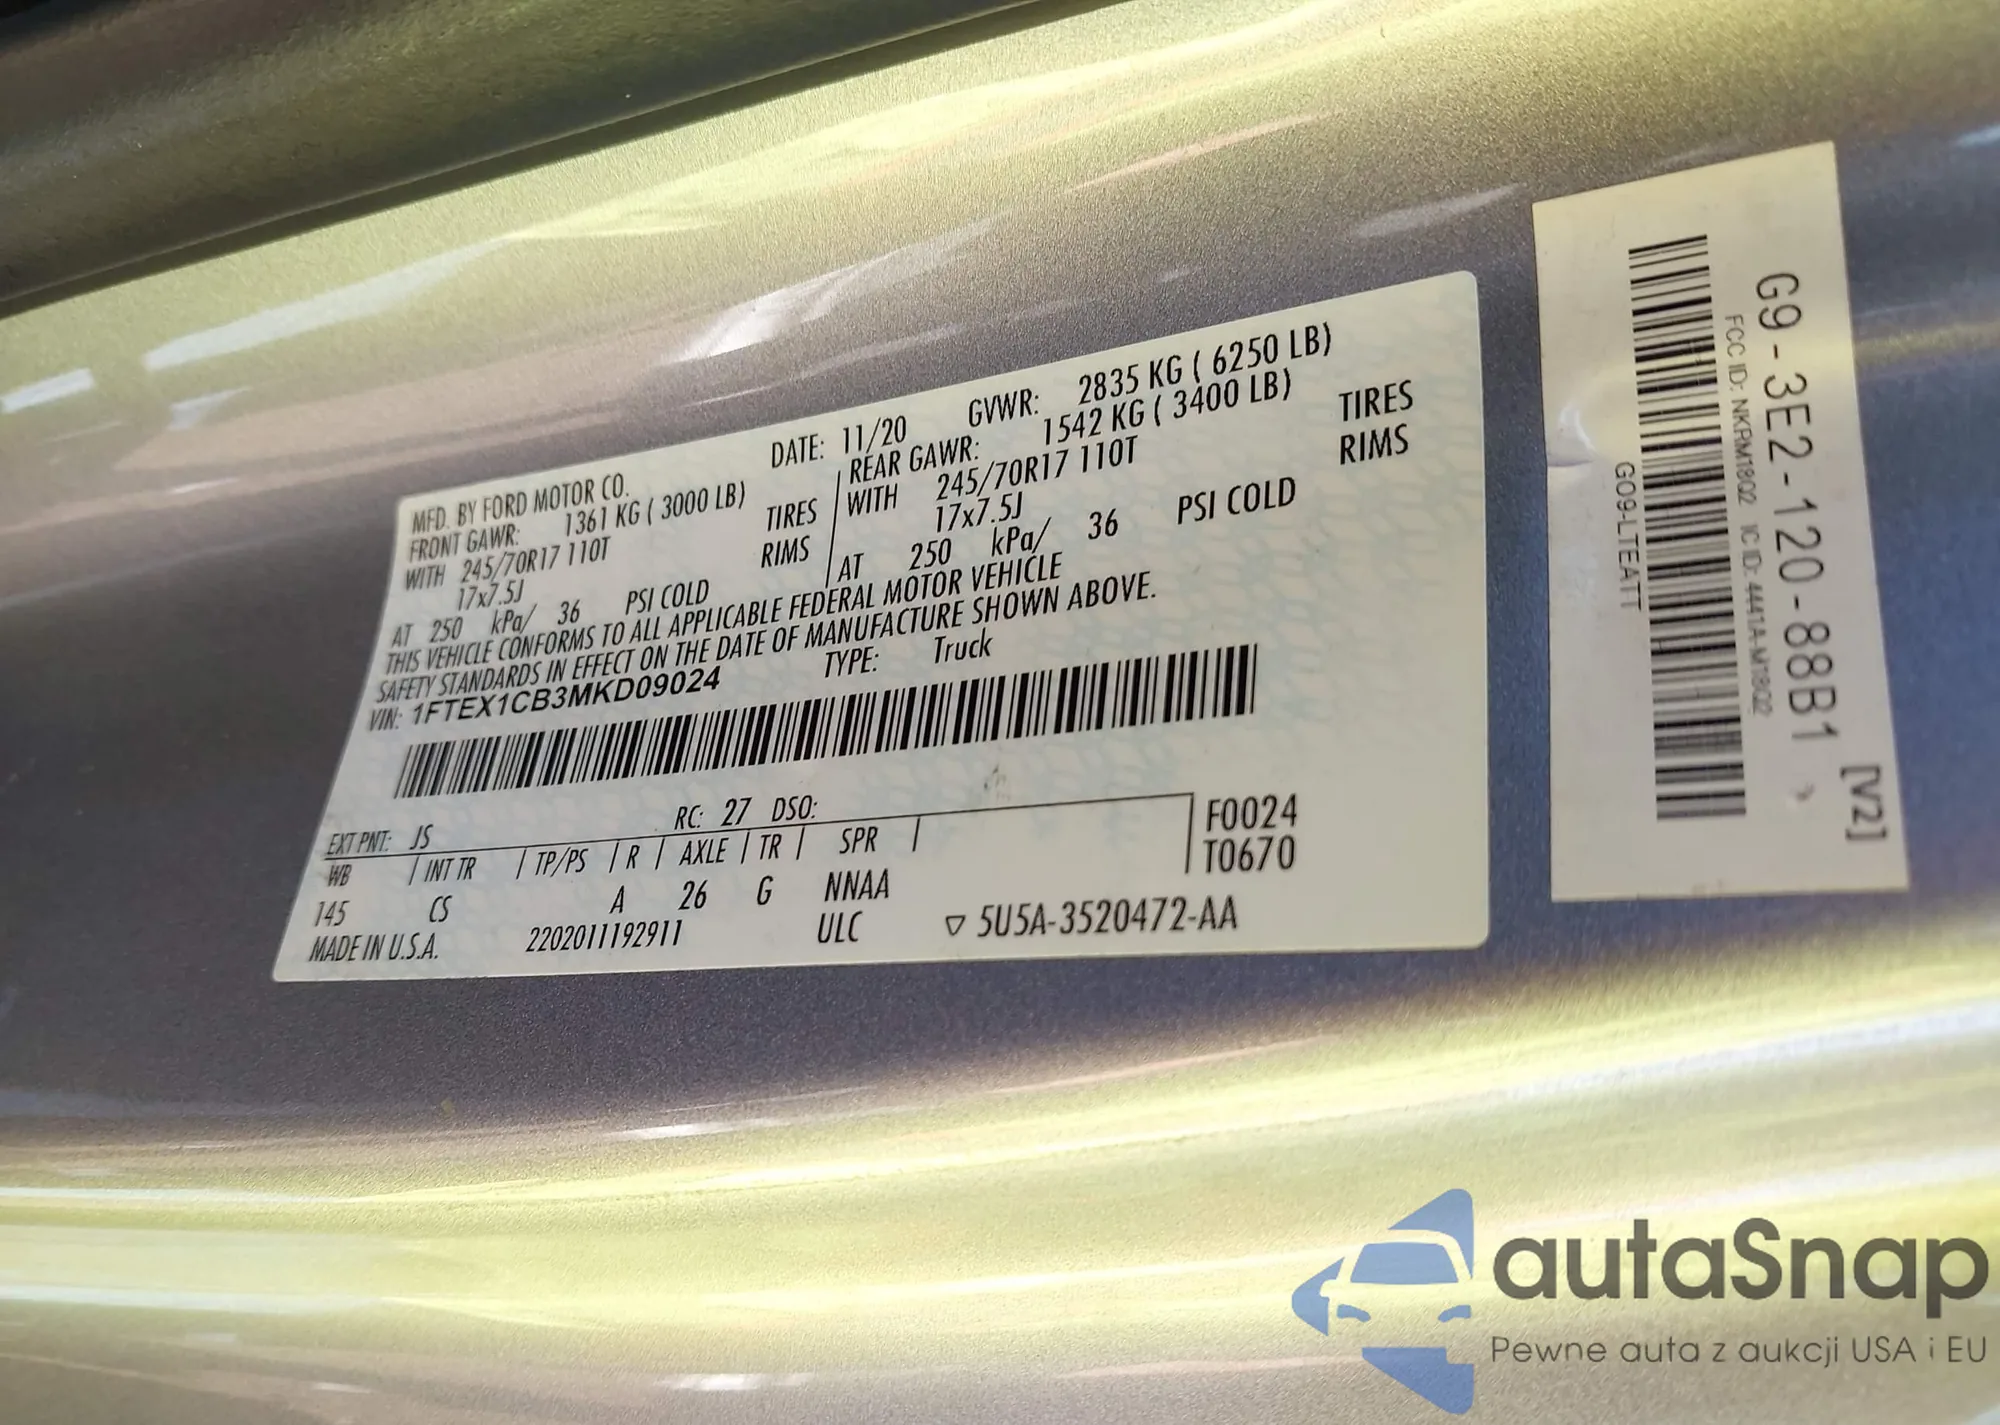 MFD. BY FORD MOTOR CO.
DATE: 11/20 GVWR: 2835 KG ( 6250 LB)
FRONT GAWR: 1361 KG ( 3000 LB) REAR GAWR: 1542 KG ( 3400 LB)
WITH 245/70R17 110T TIRES WITH 245/70R17 110T TIRES
17x7.5J RIMS 17x7.5J RIMS
AT 250 kPa/ 36 PSI COLD AT 250 kPa/ 36 PSI COLD
THIS VEHICLE CONFORMS TO ALL APPLICABLE FEDERAL MOTOR VEHICLE
SAFETY STANDARDS IN EFFECT ON THE DATE OF MANUFACTURE SHOWN ABOVE.
VIN: 1FTEX1CB3MKD09024 TYPE: Truck
EXT PNT: JS RC: 27 DSO: F0024
WB INT TR TP/PS R AXLE TR SPR T0670
145 CS A 26 G NNAA
MADE IN U.S.A. 2202011192911 ULC ▽ 5U5A-3520472-AA
G9-3E2-120-88B1 [V2]
FCC ID: NKRM1802 IC ID: 4441A-M1802
G09-LTEATT
autaSnap
Pewne auta z aukcji USA i EU